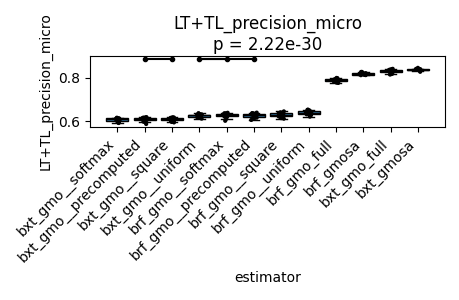 LT+TL_precision_micro
p = 2.22e-30
LT+TL_precision_micro
0.8
0.6
bxt_gmo__softmax
bxt_gmo__precomputed
bxt_gmo__square
bxt_gmo__uniform
brf_gmo__softmax
brf_gmo__precomputed
brf_gmo__square
brf_gmo__uniform
brf_gmo_full
brf_gmosa
bxt_gmo_full
bxt_gmosa
estimator